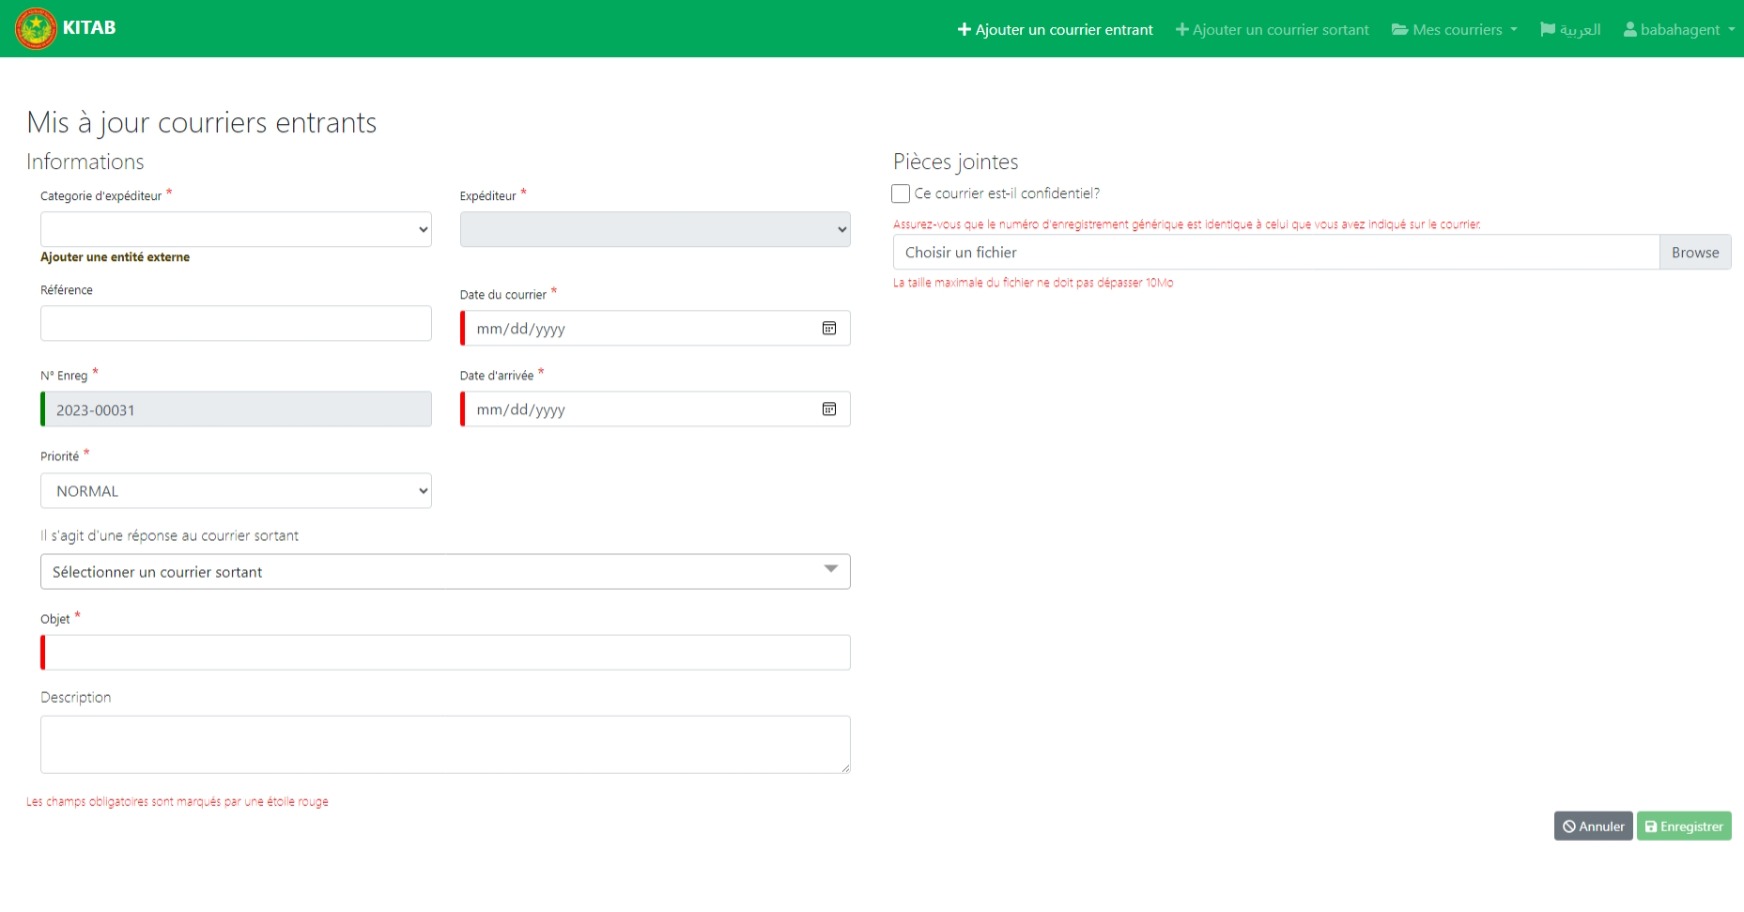 KITAB
Ajouter un courrier entrant
Ajouter un courrier sortant
Mes courriers
العربية
babahagent
Mis à jour courriers entrants
Informations
Categorie d'expéditeur *
Expéditeur *
Ajouter une entité externe
Référence
Date du courrier *
mm/dd/yyyy
N° Enreg *
2023-00031
Date d'arrivée *
mm/dd/yyyy
Priorité *
NORMAL
Il s'agit d'une réponse au courrier sortant
Sélectionner un courrier sortant
Objet *
Description
Les champs obligatoires sont marqués par une étoile rouge
Pièces jointes
Ce courrier est-il confidentiel?
Assurez-vous que le numéro d'enregistrement générique est identique à celui que vous avez indiqué sur le courrier.
Choisir un fichier
Browse
La taille maximale du fichier ne doit pas dépasser 10Mo
Annuler
Enregistrer